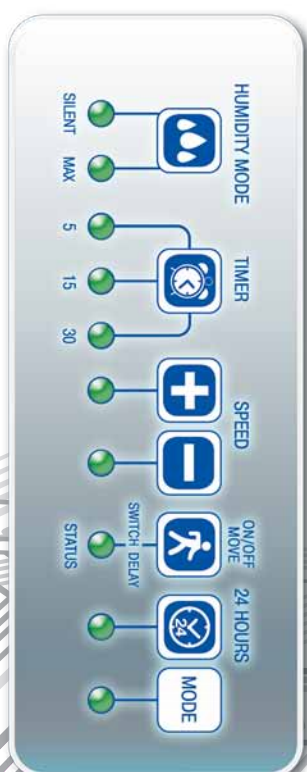 HUMIDITY MODE
SILENT
MAX
TIMER
5
15
30
SPEED
+
−
ON/OFF
MOVE
SWITCH DELAY
STATUS
24 HOURS
24
MODE